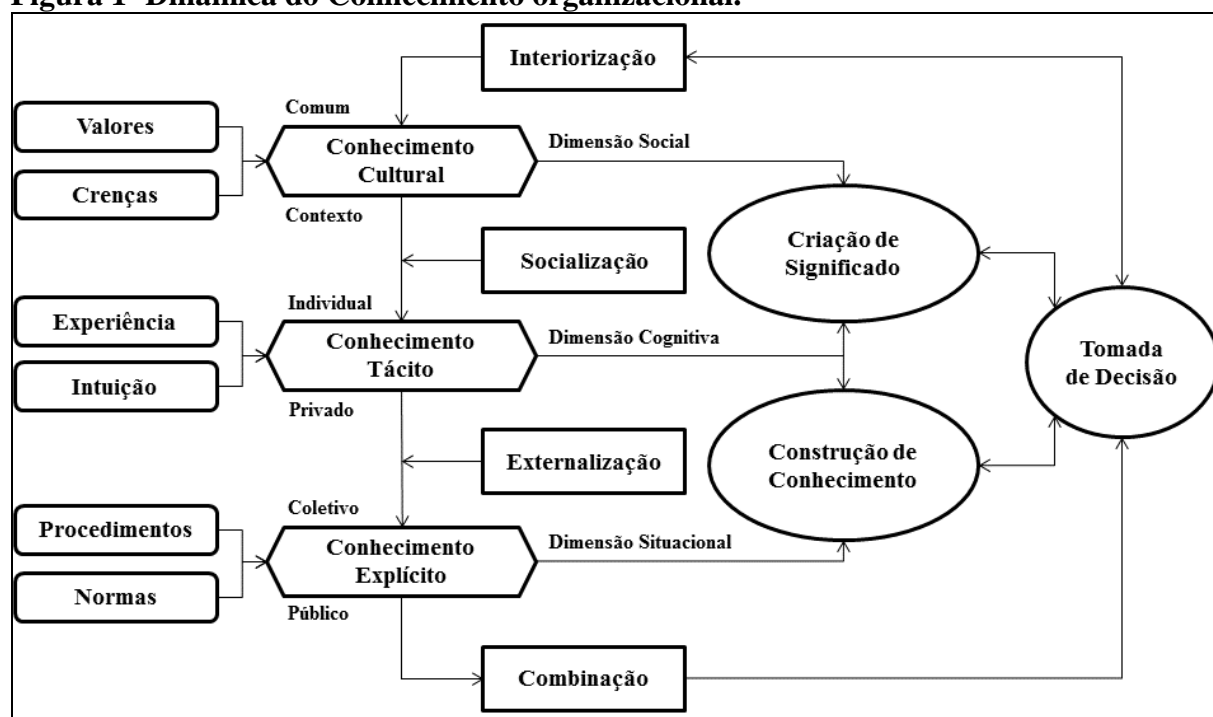 Figura 1- Dinâmica do Conhecimento organizacional.
Interiorização
Comum
Valores
Conhecimento
Cultural
Dimensão Social
Crenças
Contexto
Criação de
Significado
Socialização
Individual
Experiência
Conhecimento
Tácito
Dimensão Cognitiva
Tomada
de Decisão
Intuição
Privado
Externalização
Construção de
Conhecimento
Coletivo
Procedimentos
Conhecimento
Explícito
Dimensão Situacional
Normas
Público
Combinação